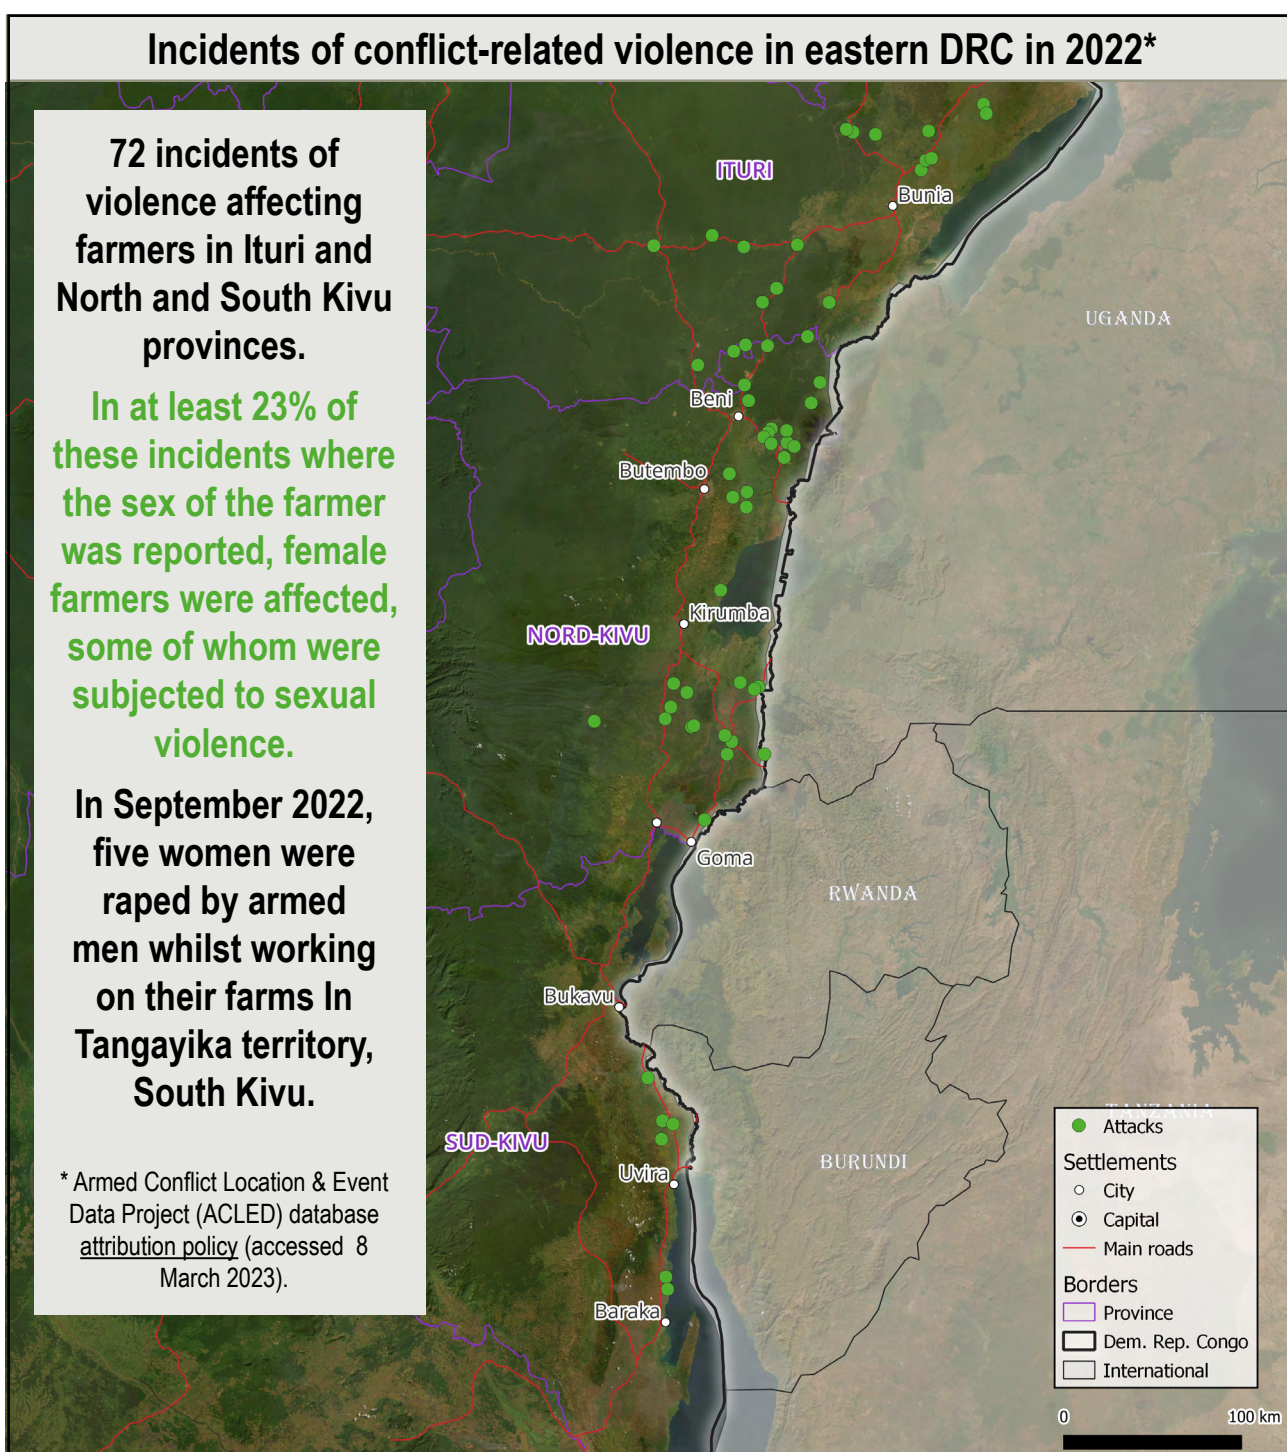 Incidents of conflict-related violence in eastern DRC in 2022*
72 incidents of
violence affecting
farmers in Ituri and
North and South Kivu
provinces.
In at least 23% of
these incidents where
the sex of the farmer
was reported, female
farmers were affected,
some of whom were
subjected to sexual
violence.
In September 2022,
five women were
raped by armed
men whilst working
on their farms In
Tangayika territory,
South Kivu.
* Armed Conflict Location & Event
Data Project (ACLED) database
attribution policy (accessed 8
March 2023).
ITURI
Bunia
UGANDA
Beni
Butembo
Kirumba
NORD-KIVU
Goma
RWANDA
Bukavu
SUD-KIVU
Uvira
BURUNDI
Baraka
TANZANIA
Attacks
Settlements
City
Capital
Main roads
Borders
Province
Dem. Rep. Congo
International
0 100 km